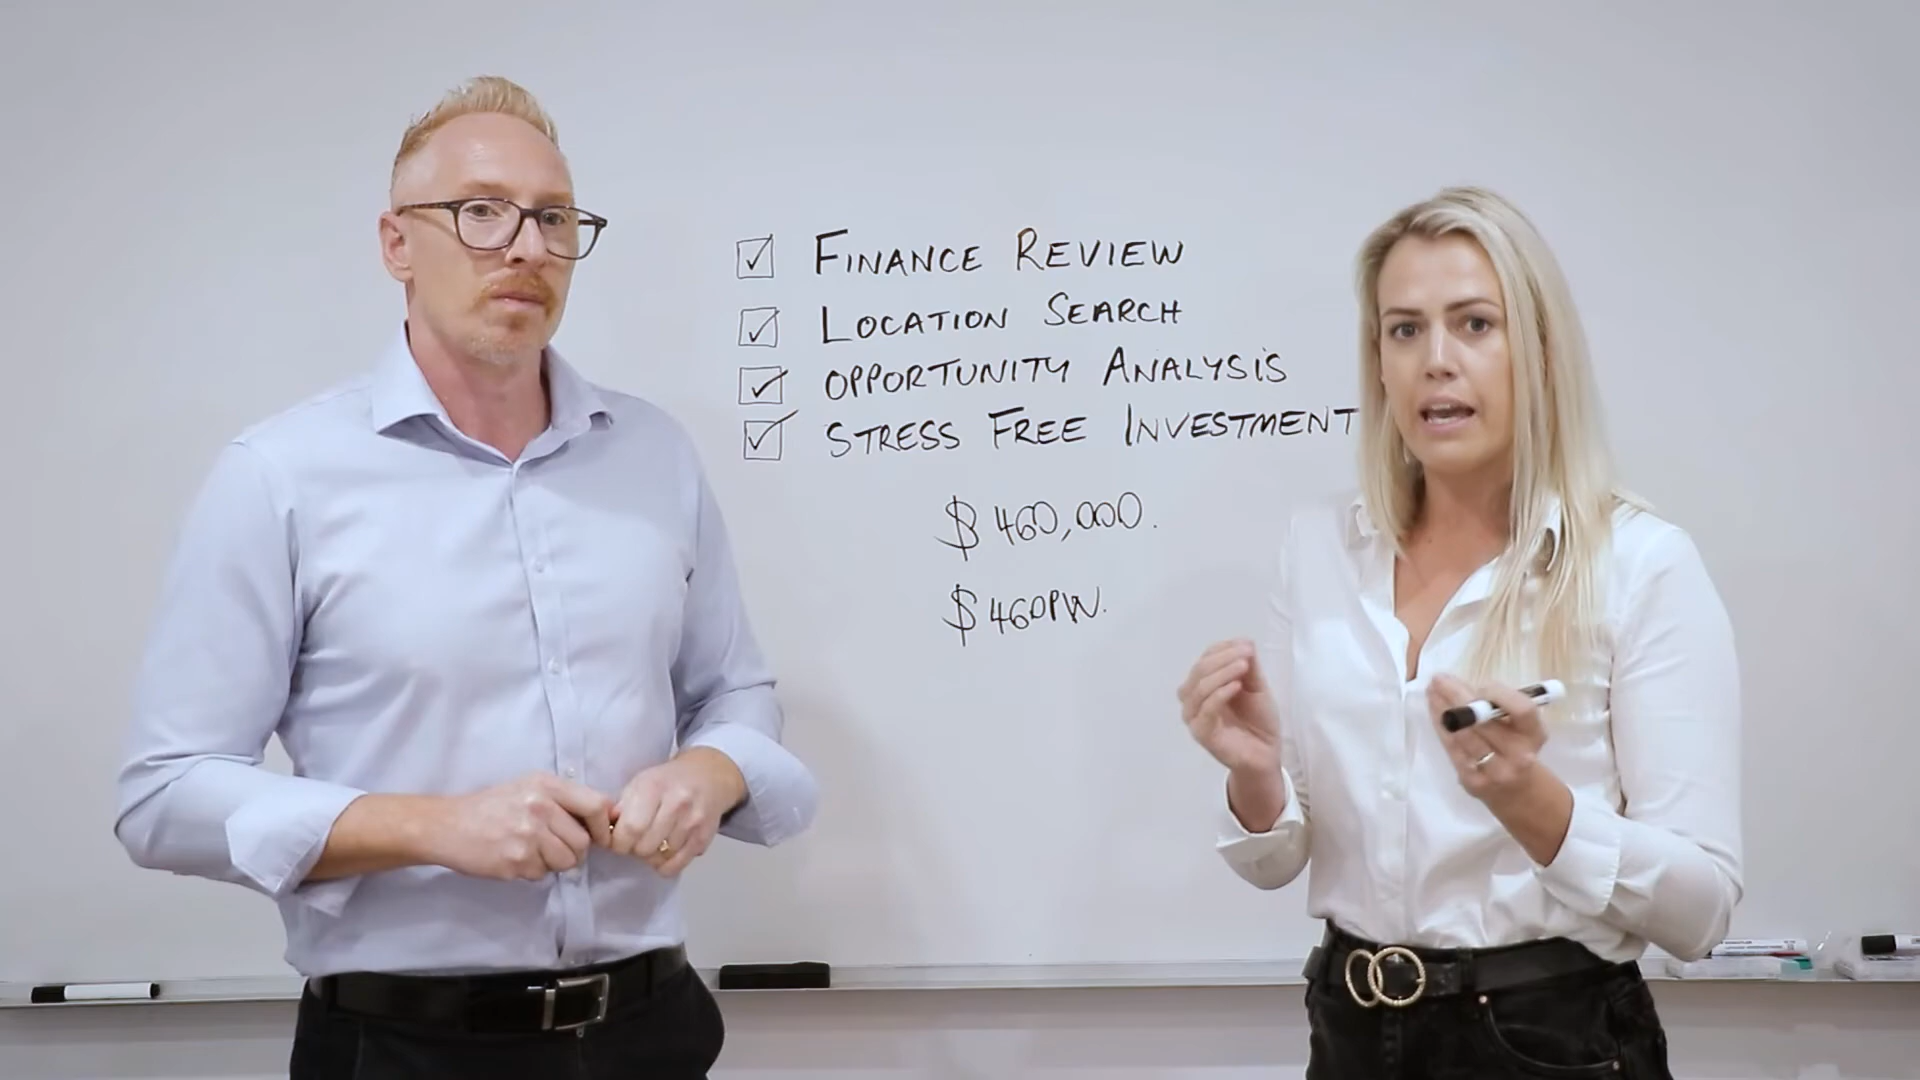 FINANCE REVIEW
LOCATION SEARCH
OPPORTUNITY ANALYSIS
STRESS FREE INVESTMENT
$460,000.
$460PW.